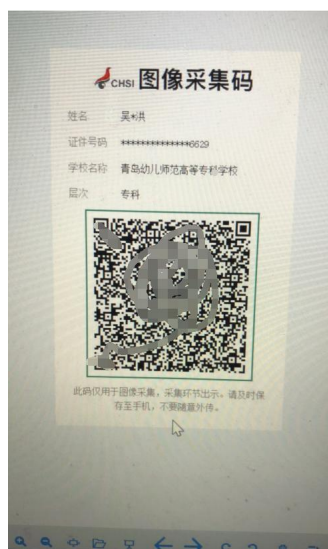 CHSI 图像采集码
姓名 吴*洪
证件号码 **************6629
学校名称 青岛幼儿师范高等专科学校
层次 专科
此码仅用于图像采集，采集环节出示。请及时保
存至手机，不要随意外传。